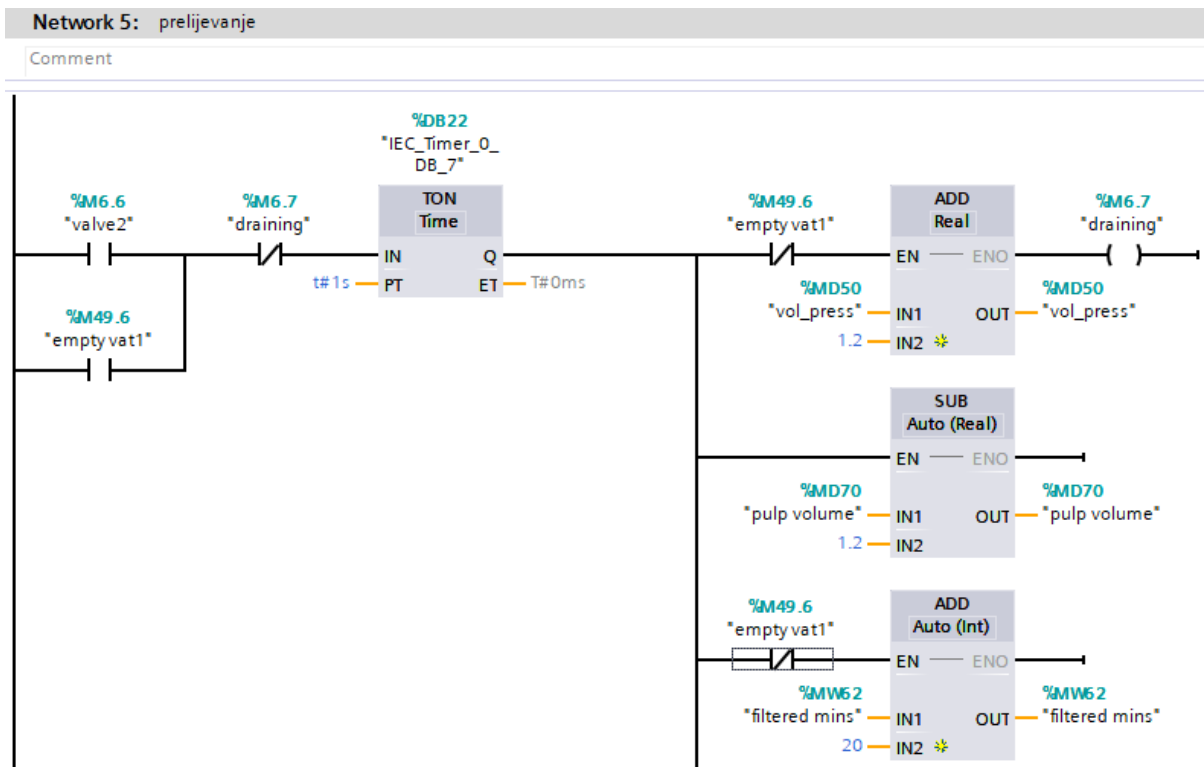 Network 5: prelijevanje
Comment
%DB22
"IEC_Timer_0_
DB_7"
%M6.6
"valve2"
%M6.7
"draining"
TON
Time
IN
Q
t#1s
PT
ET
T#0ms
%M49.6
"empty vat1"
%M49.6
"empty vat1"
ADD
Real
EN
ENO
%MD50
"vol_press"
IN1
1.2
IN2
OUT
%MD50
"vol_press"
%M6.7
"draining"
SUB
Auto (Real)
EN
ENO
%MD70
"pulp volume"
IN1
1.2
IN2
OUT
%MD70
"pulp volume"
%M49.6
"empty vat1"
ADD
Auto (Int)
EN
ENO
%MW62
"filtered mins"
IN1
20
IN2
OUT
%MW62
"filtered mins"